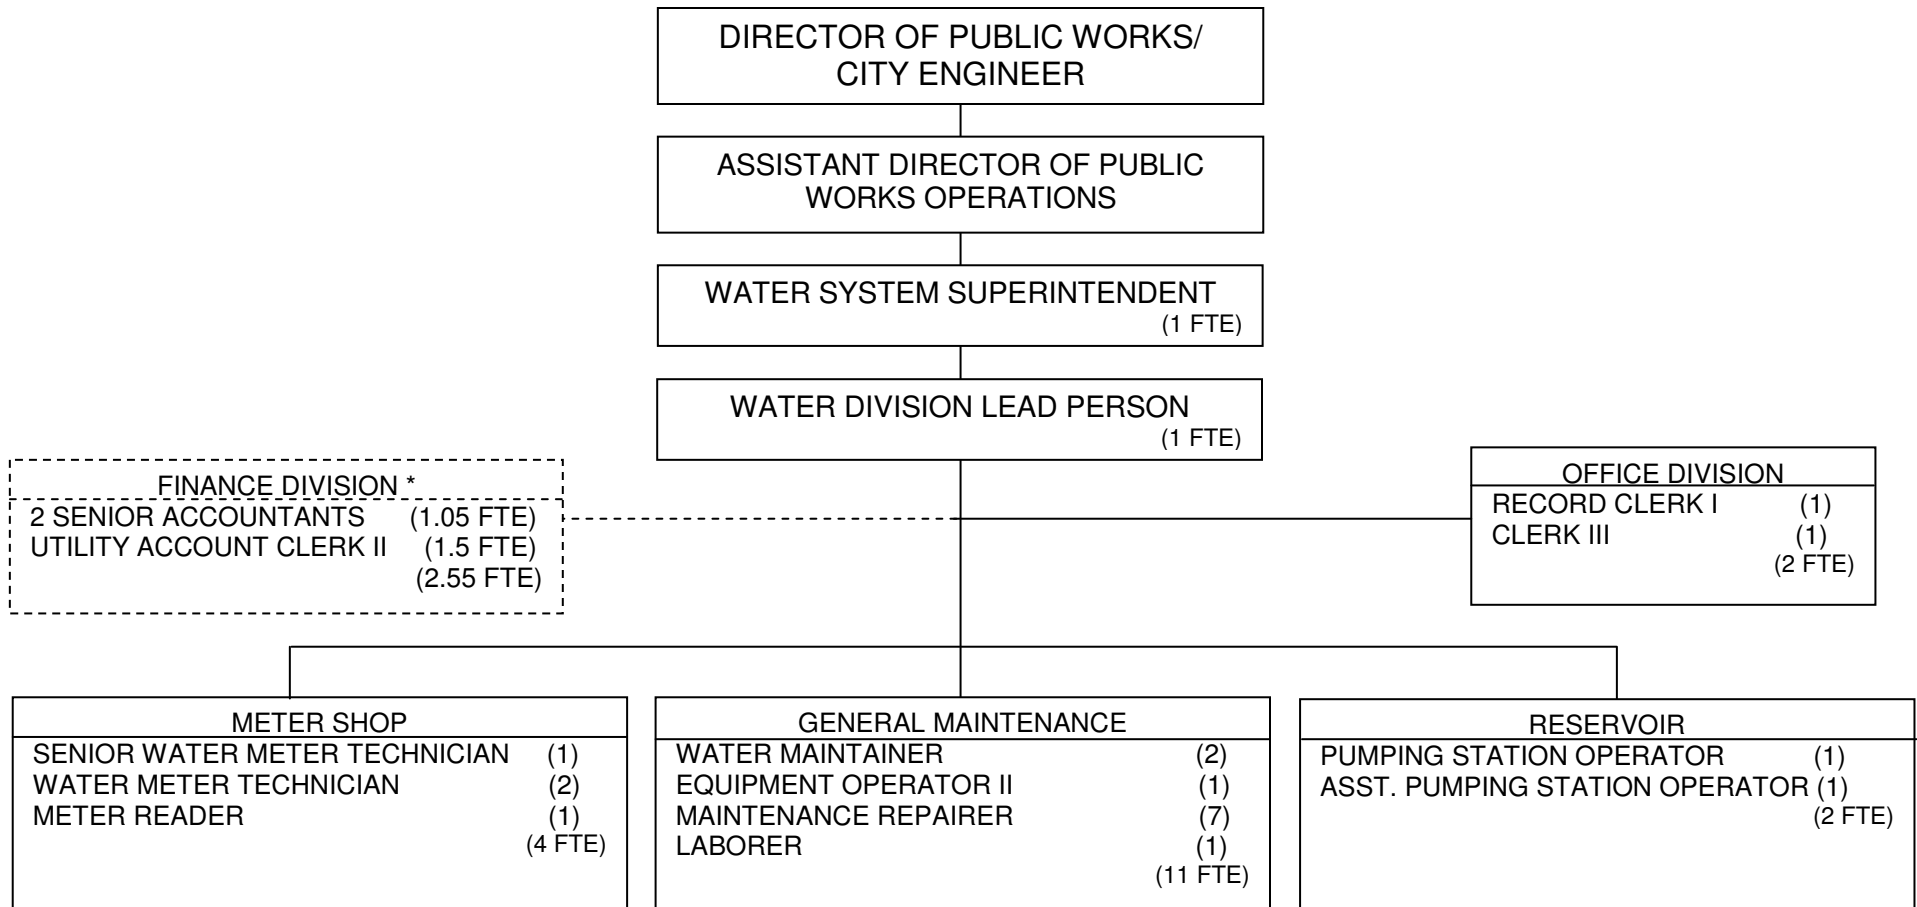 DIRECTOR OF PUBLIC WORKS/
CITY ENGINEER
ASSISTANT DIRECTOR OF PUBLIC
WORKS OPERATIONS
WATER SYSTEM SUPERINTENDENT
(1 FTE)
WATER DIVISION LEAD PERSON
(1 FTE)
FINANCE DIVISION *
2 SENIOR ACCOUNTANTS (1.05 FTE)
UTILITY ACCOUNT CLERK II (1.5 FTE)
(2.55 FTE)
OFFICE DIVISION
RECORD CLERK I (1)
CLERK III (1)
(2 FTE)
METER SHOP
SENIOR WATER METER TECHNICIAN (1)
WATER METER TECHNICIAN (2)
METER READER (1)
(4 FTE)
GENERAL MAINTENANCE
WATER MAINTAINER (2)
EQUIPMENT OPERATOR II (1)
MAINTENANCE REPAIRER (7)
LABORER (1)
(11 FTE)
RESERVOIR
PUMPING STATION OPERATOR (1)
ASST. PUMPING STATION OPERATOR (1)
(2 FTE)